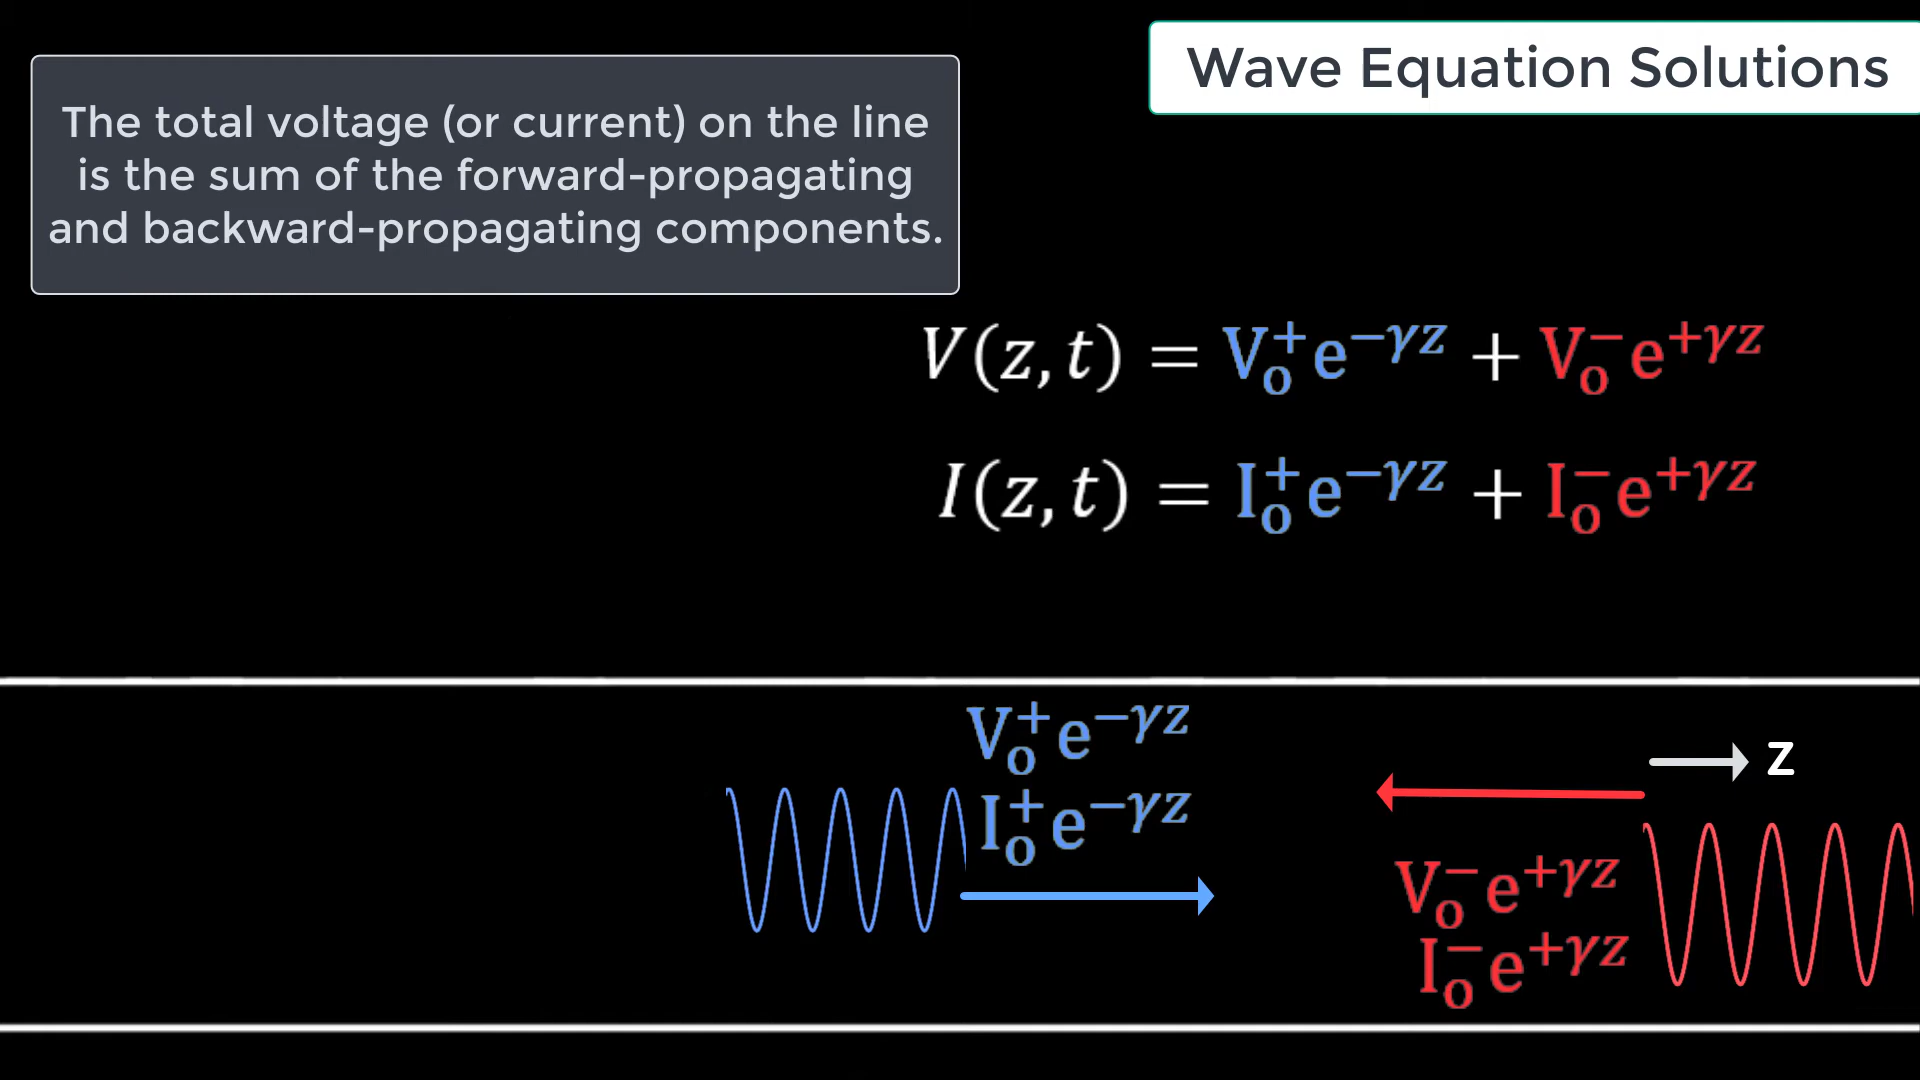 Wave Equation Solutions
The total voltage (or current) on the line
is the sum of the forward-propagating
and backward-propagating components.
V(z, t) = V₀⁺e^{−γz} + V₀⁻e^{+γz}
I(z, t) = I₀⁺e^{−γz} + I₀⁻e^{+γz}
V₀⁺e^{−γz}
I₀⁺e^{−γz}
z
V₀⁻e^{+γz}
I₀⁻e^{+γz}